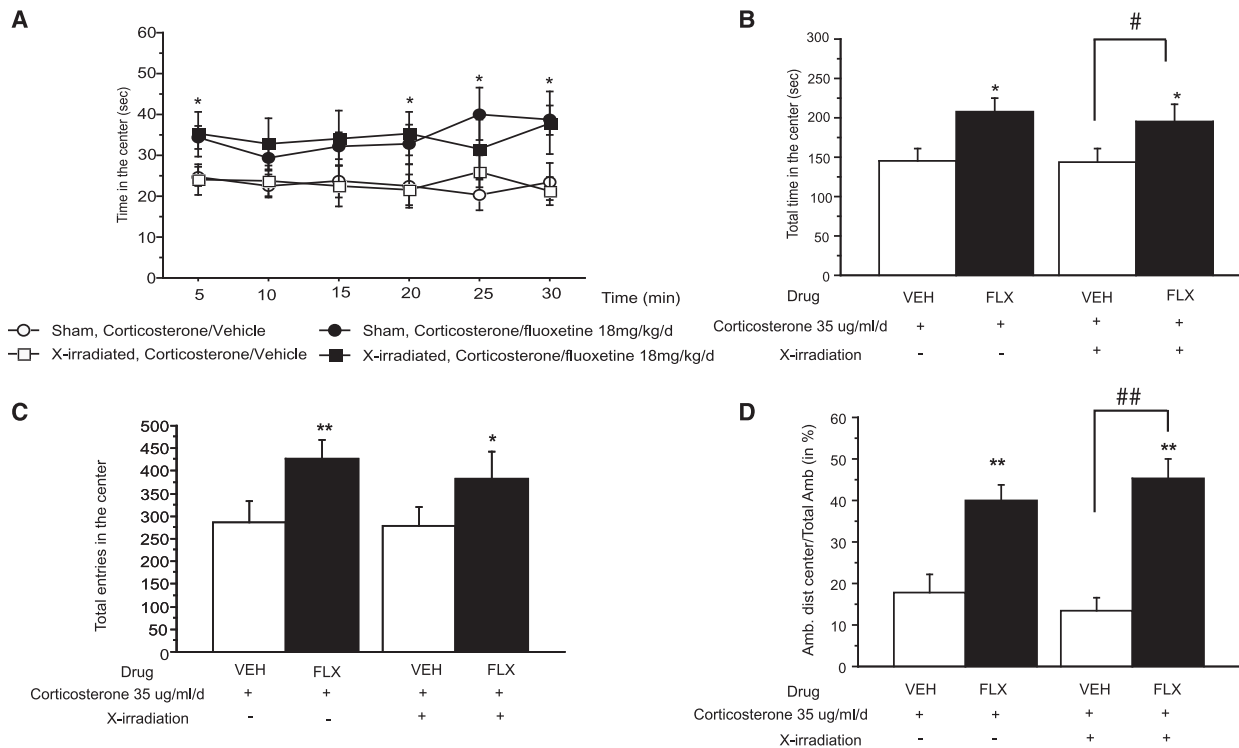 A
Time in the center (sec)
60
50
40
30
20
10
0
* * * *
5 10 15 20 25 30 Time (min)
Sham, Corticosterone/Vehicle
Sham, Corticosterone/fluoxetine 18mg/kg/d
X-irradiated, Corticosterone/Vehicle
X-irradiated, Corticosterone/fluoxetine 18mg/kg/d
B
Total time in the center (sec)
300
250
200
150
100
50
0
#
* *
Drug VEH FLX VEH FLX
Corticosterone 35 ug/ml/d + + + +
X-irradiation - - + +
C
Total entries in the center
500
450
400
350
300
250
200
150
100
50
0
** *
Drug VEH FLX VEH FLX
Corticosterone 35 ug/ml/d + + + +
X-irradiation - - + +
D
Amb. dist center/Total Amb (in %)
60
50
40
30
20
10
0
##
** **
Drug VEH FLX VEH FLX
Corticosterone 35 ug/ml/d + + + +
X-irradiation - - + +